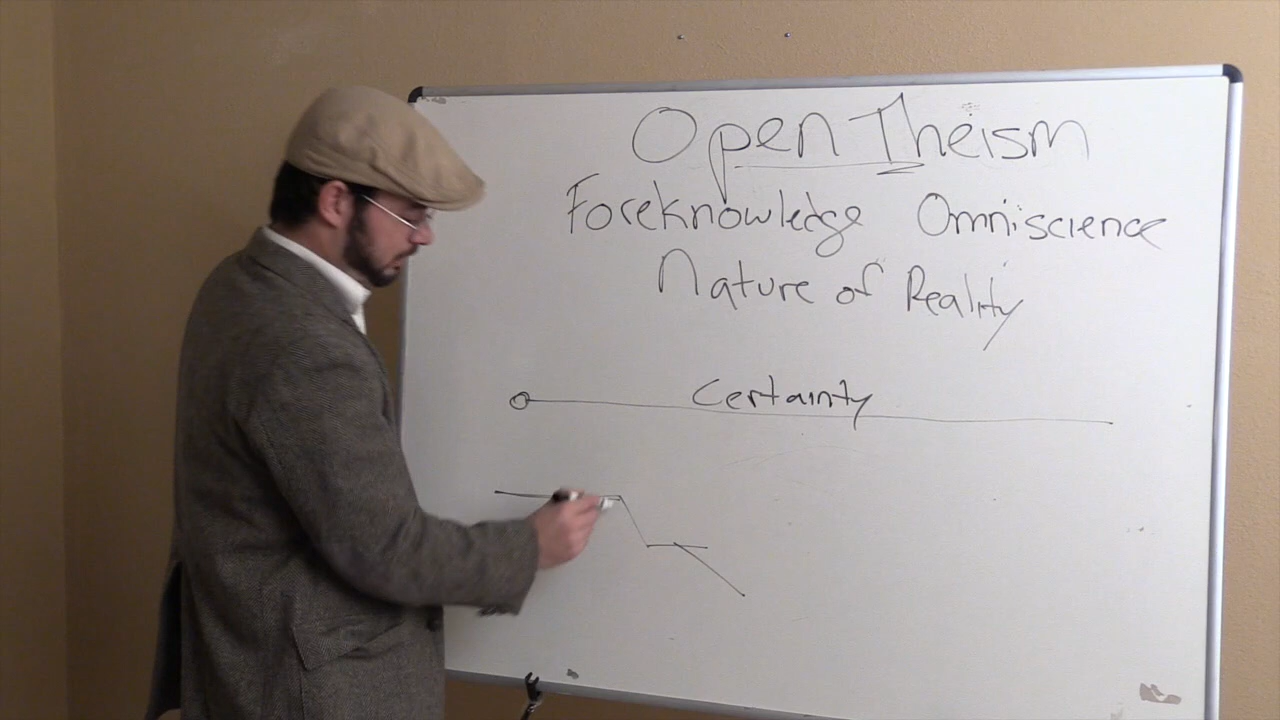 Open Theism
Foreknowledge Omniscience
Nature of Reality
Certainty